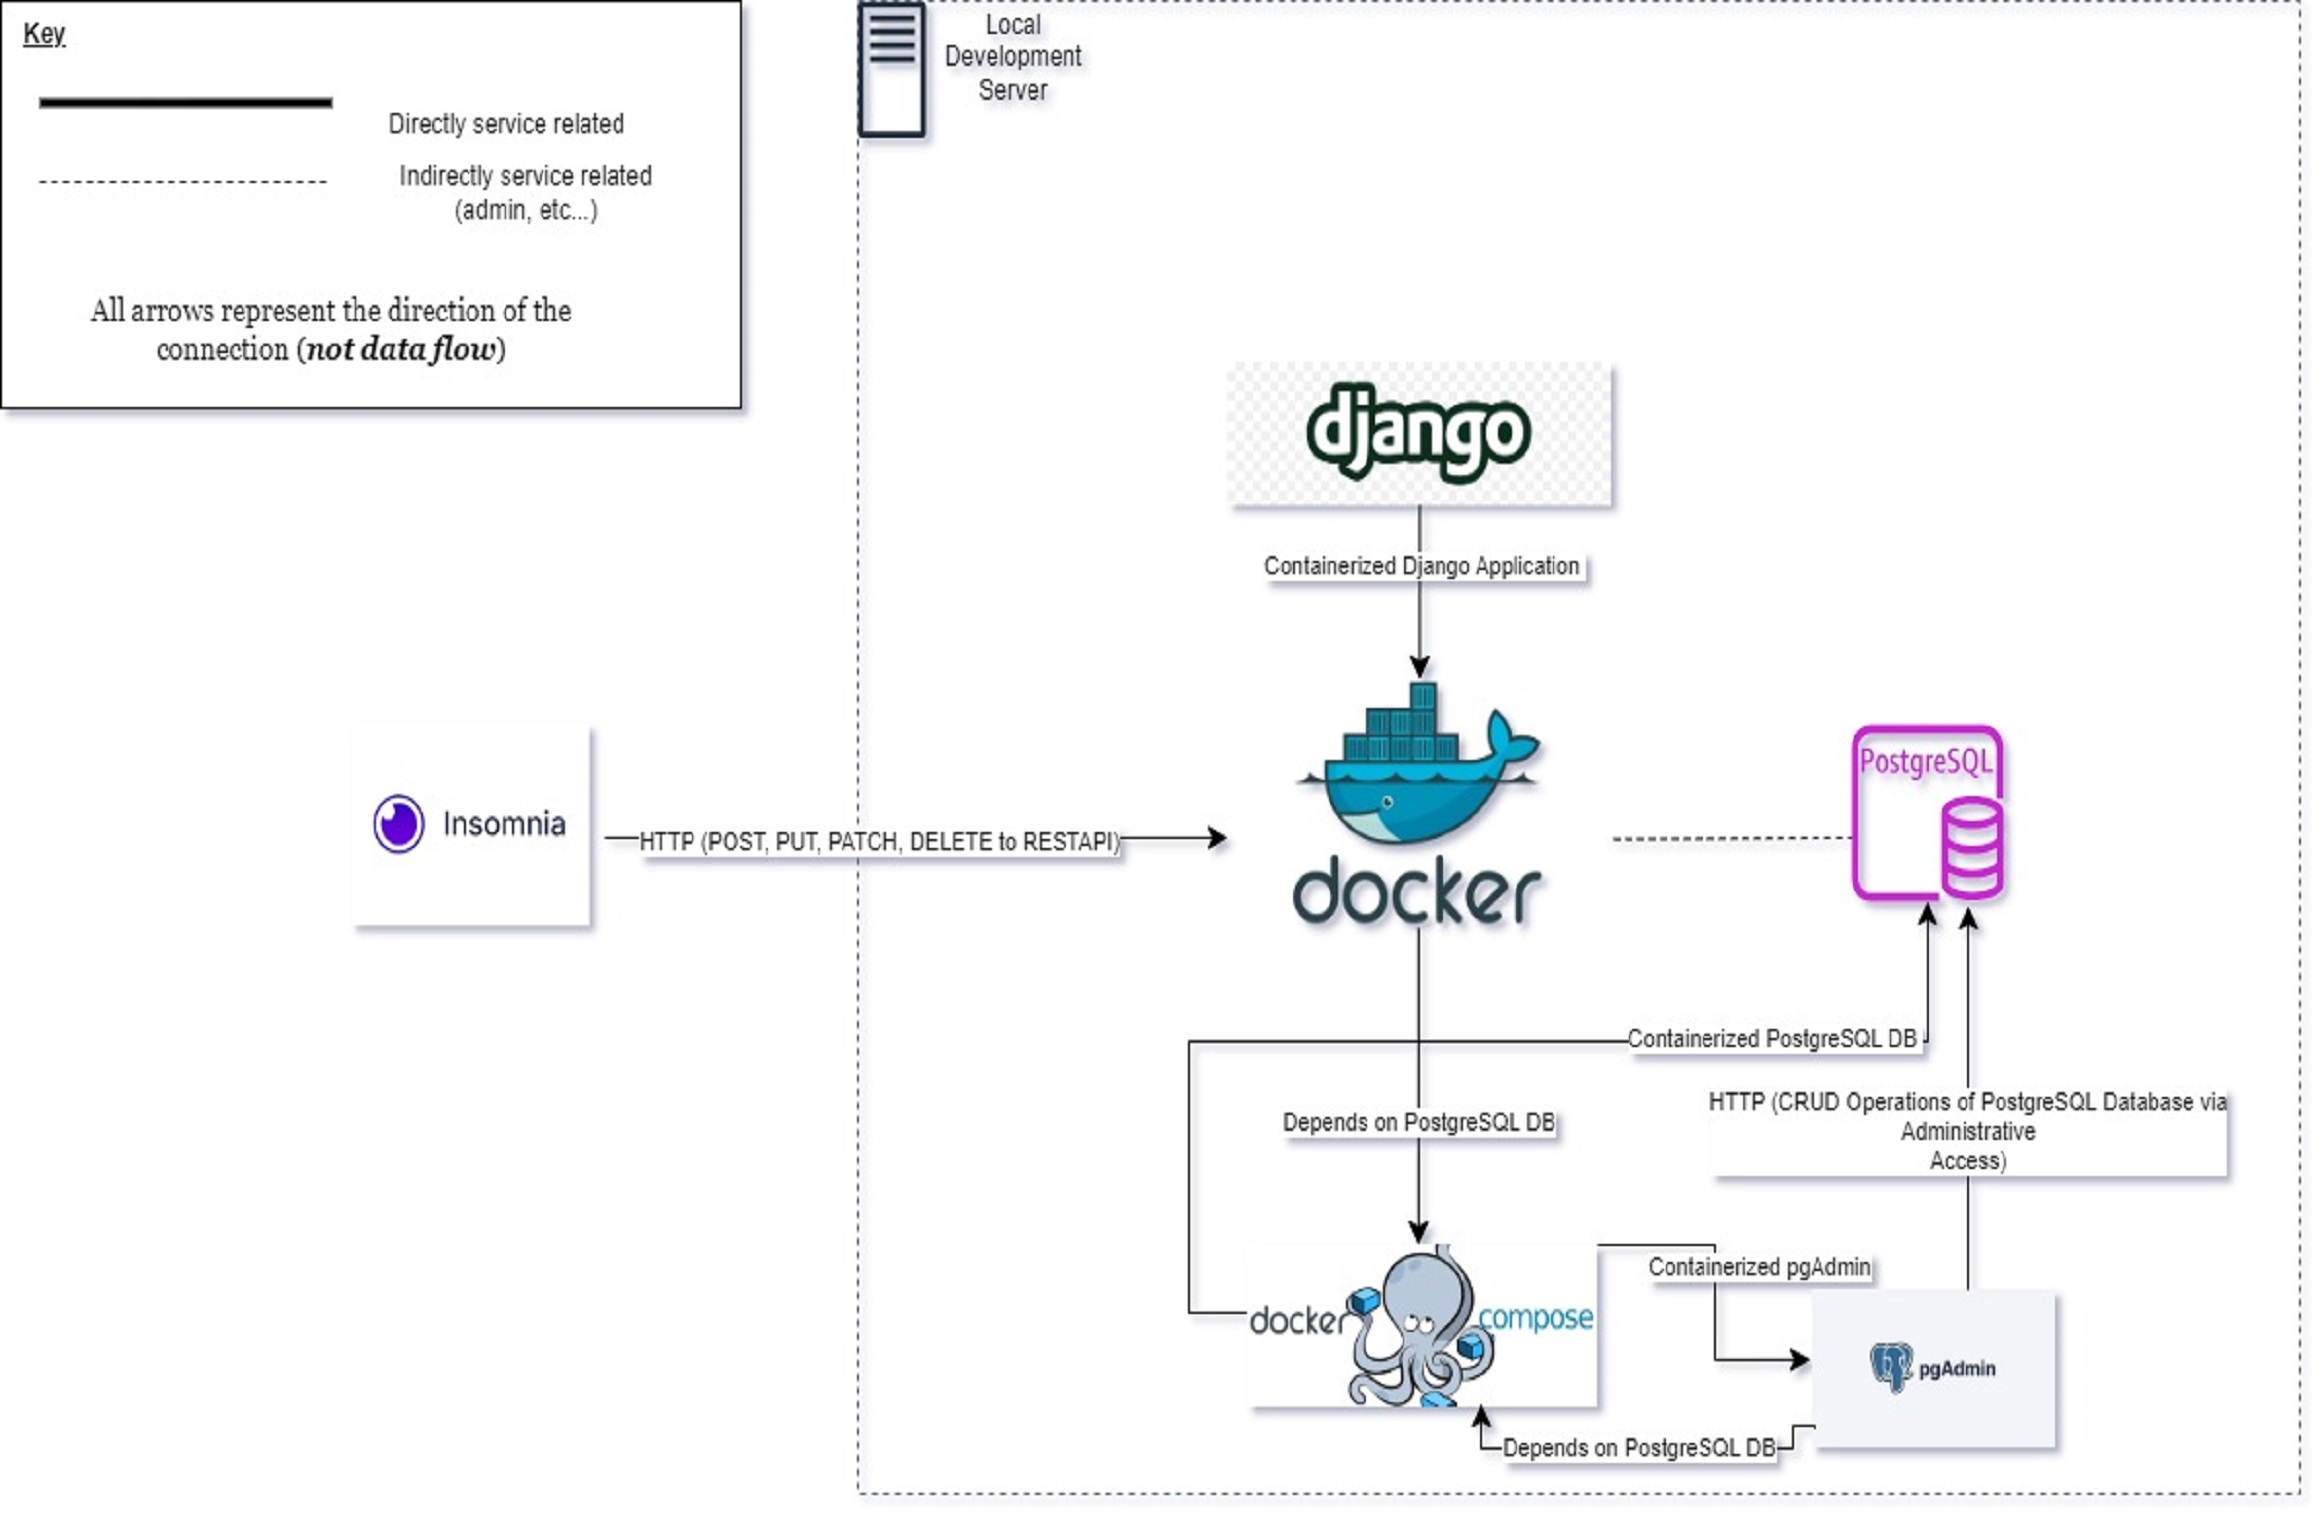 Key
Directly service related
Indirectly service related
(admin, etc...)
All arrows represent the direction of the
connection (not data flow)
Local
Development
Server
django
Containerized Django Application
PostgreSQL
Insomnia
HTTP (POST, PUT, PATCH, DELETE to RESTAPI)
docker
Containerized PostgreSQL DB
HTTP (CRUD Operations of PostgreSQL Database via
Administrative
Access)
Depends on PostgreSQL DB
Containerized pgAdmin
docker compose
pgAdmin
Depends on PostgreSQL DB